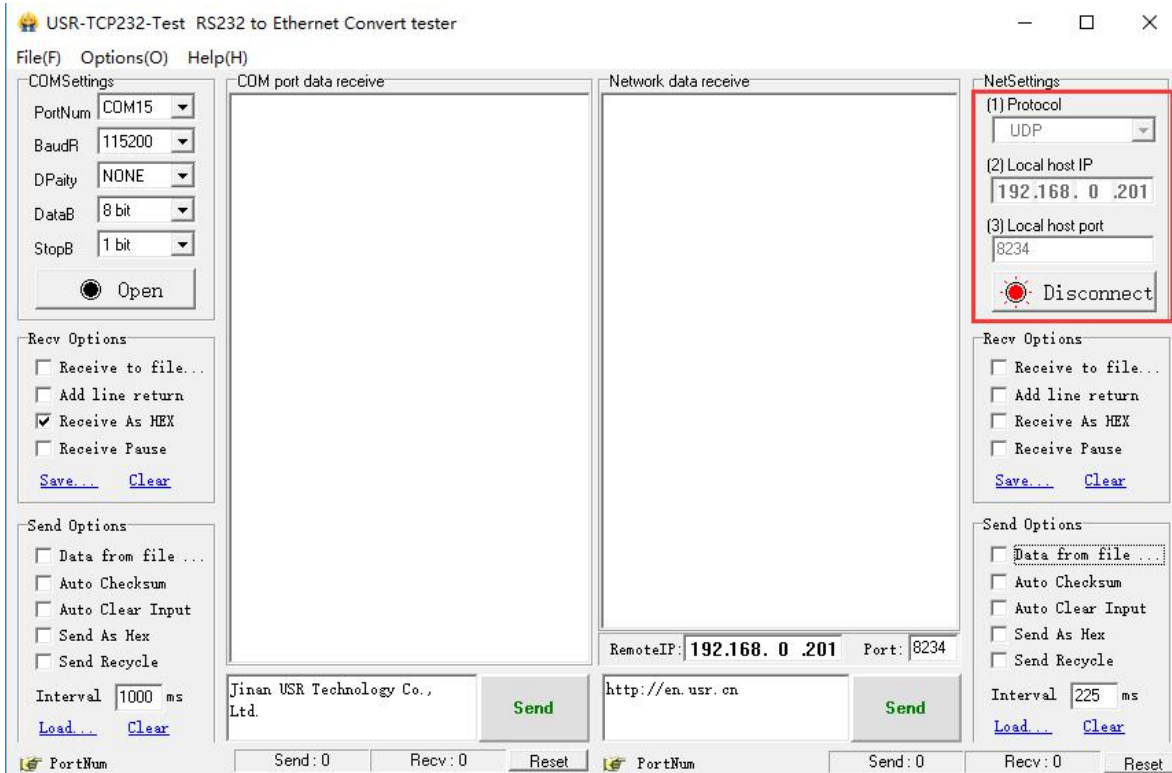 USR-TCP232-Test RS232 to Ethernet Convert tester
File(F) Options(O) Help(H)
COMSettings
PortNum COM15
BaudR 115200
DPaity NONE
DataB 8 bit
StopB 1 bit
Open
Recv Options
Receive to file...
Add line return
Receive As HEX
Receive Pause
Save... Clear
Send Options
Data from file ...
Auto Checksum
Auto Clear Input
Send As Hex
Send Recycle
Interval 1000 ms
Load... Clear
PortNum
COM port data receive
Jinan USR Technology Co.,
Ltd.
Send
Send : 0 Recv : 0 Reset
Network data receive
RemoteIP: 192.168. 0 .201 Port: 8234
http://en.usr.cn
Send
PortNum
Send : 0 Recv : 0 Reset
NetSettings
(1) Protocol
UDP
(2) Local host IP
192.168. 0 .201
(3) Local host port
8234
Disconnect
Recv Options
Receive to file...
Add line return
Receive As HEX
Receive Pause
Save... Clear
Send Options
Data from file ...
Auto Checksum
Auto Clear Input
Send As Hex
Send Recycle
Interval 225 ms
Load... Clear